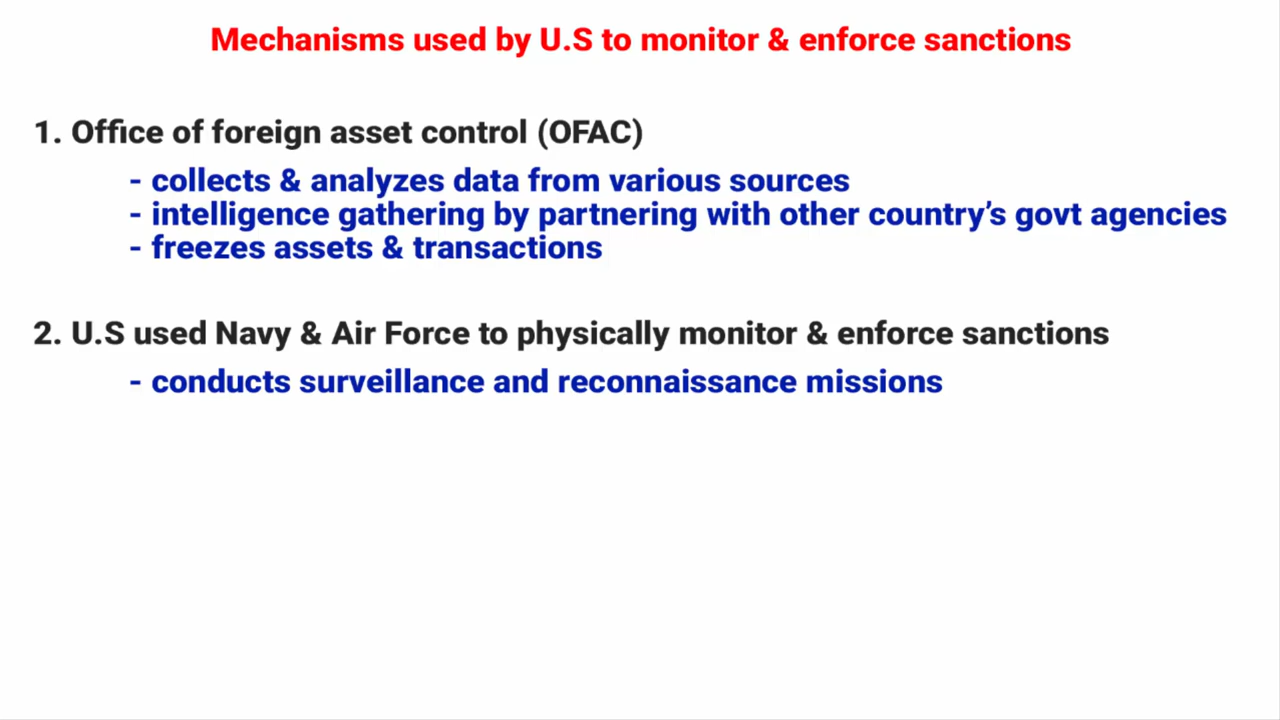 Mechanisms used by U.S to monitor & enforce sanctions
1. Office of foreign asset control (OFAC)
- collects & analyzes data from various sources
- intelligence gathering by partnering with other country’s govt agencies
- freezes assets & transactions
2. U.S used Navy & Air Force to physically monitor & enforce sanctions
- conducts surveillance and reconnaissance missions